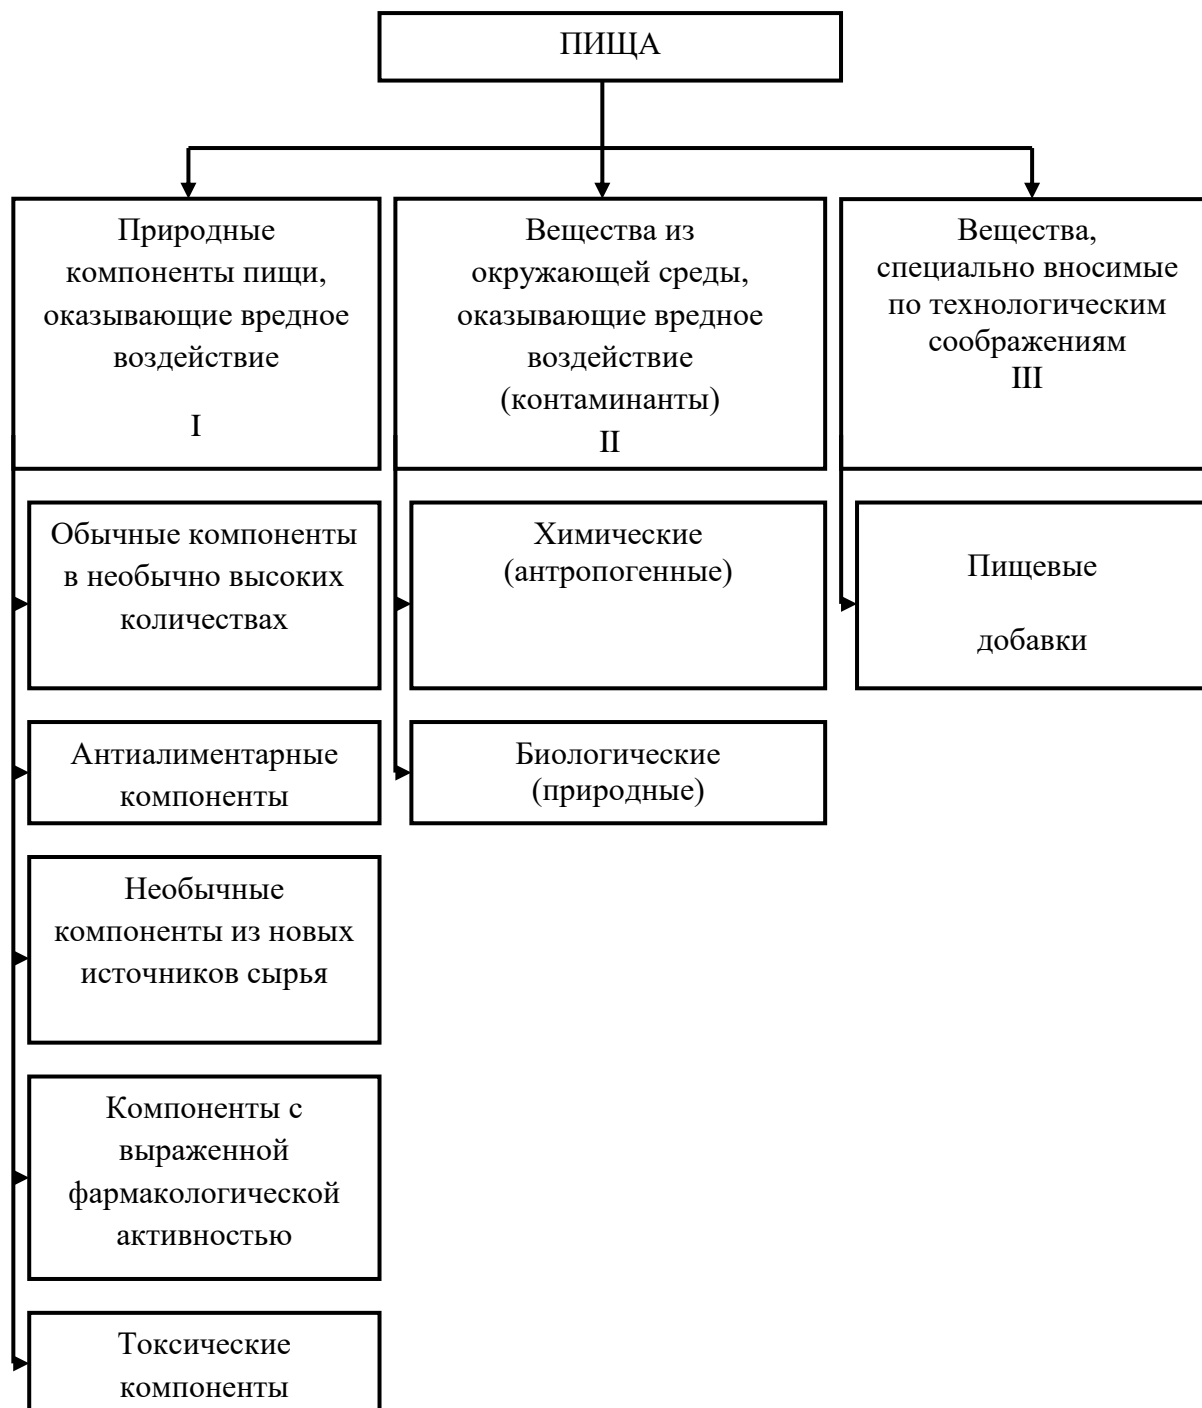 ПИЩА
Природные
компоненты пищи,
оказывающие вредное
воздействие
I
Вещества из
окружающей среды,
оказывающие вредное
воздействие
(контаминанты)
II
Вещества,
специально вносимые
по технологическим
соображениям
III
Обычные компоненты
в необычно высоких
количествах
Антиалиментарные
компоненты
Необычные
компоненты из новых
источников сырья
Компоненты с
выраженной
фармакологической
активностью
Токсические
компоненты
Химические
(антропогенные)
Биологические
(природные)
Пищевые
добавки